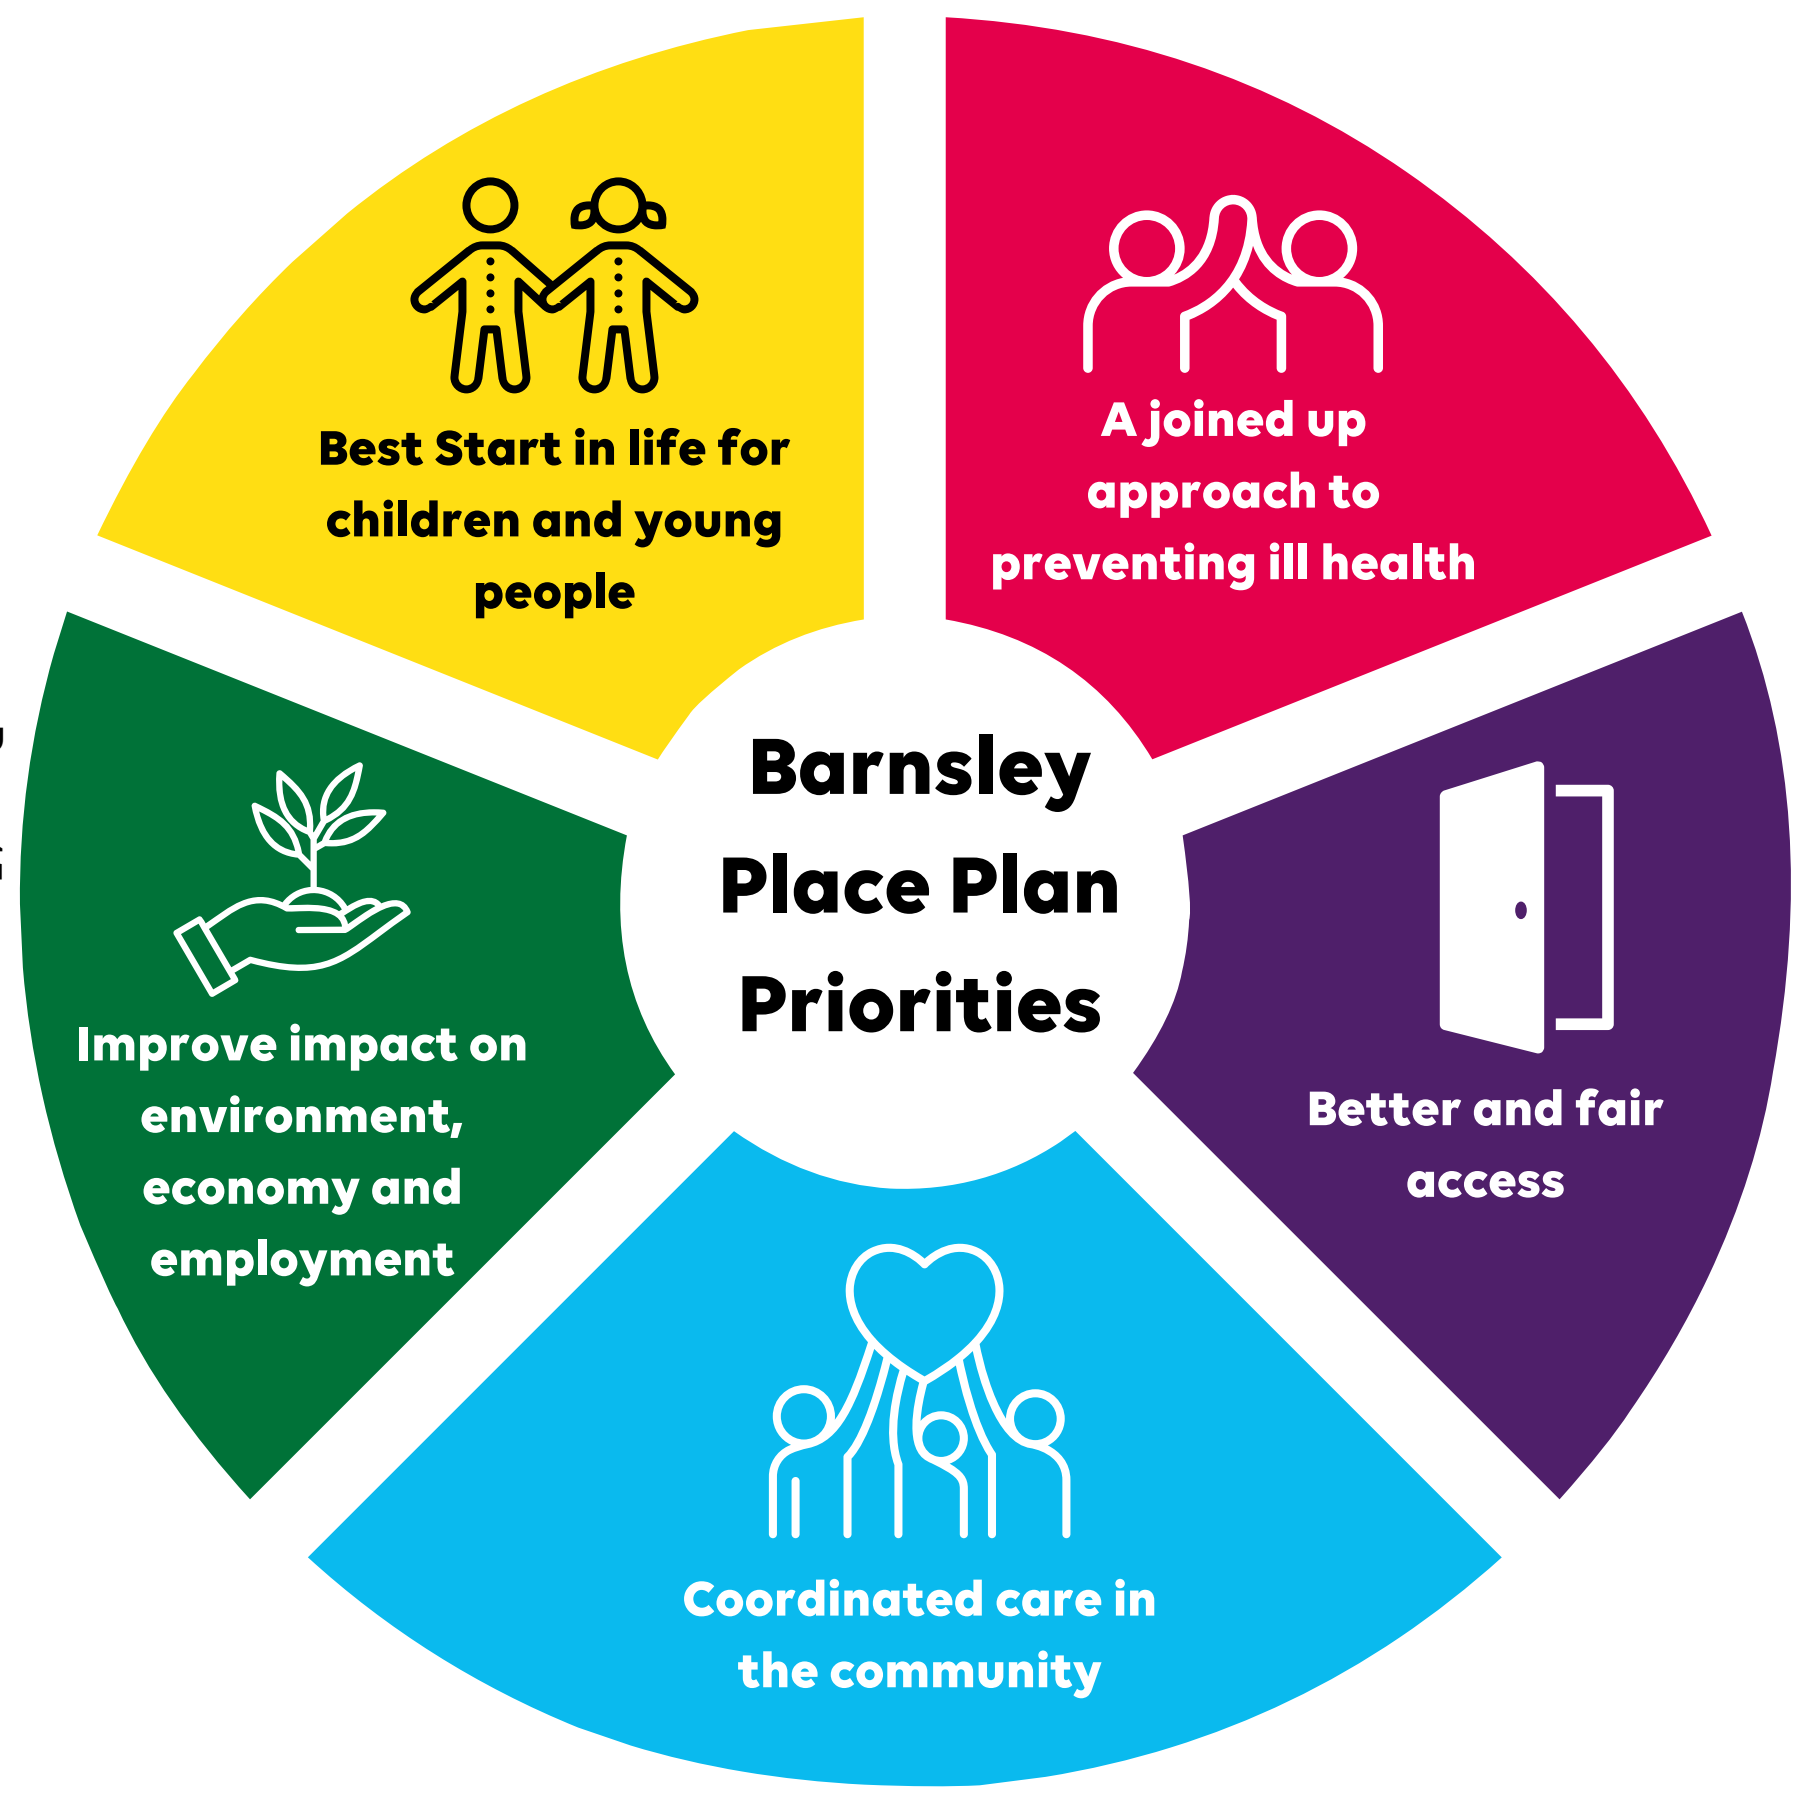 Best Start in life for
children and young
people
A joined up
approach to
preventing ill health
Barnsley
Place Plan
Priorities
Improve impact on
environment,
economy and
employment
Better and fair
access
Coordinated care in
the community